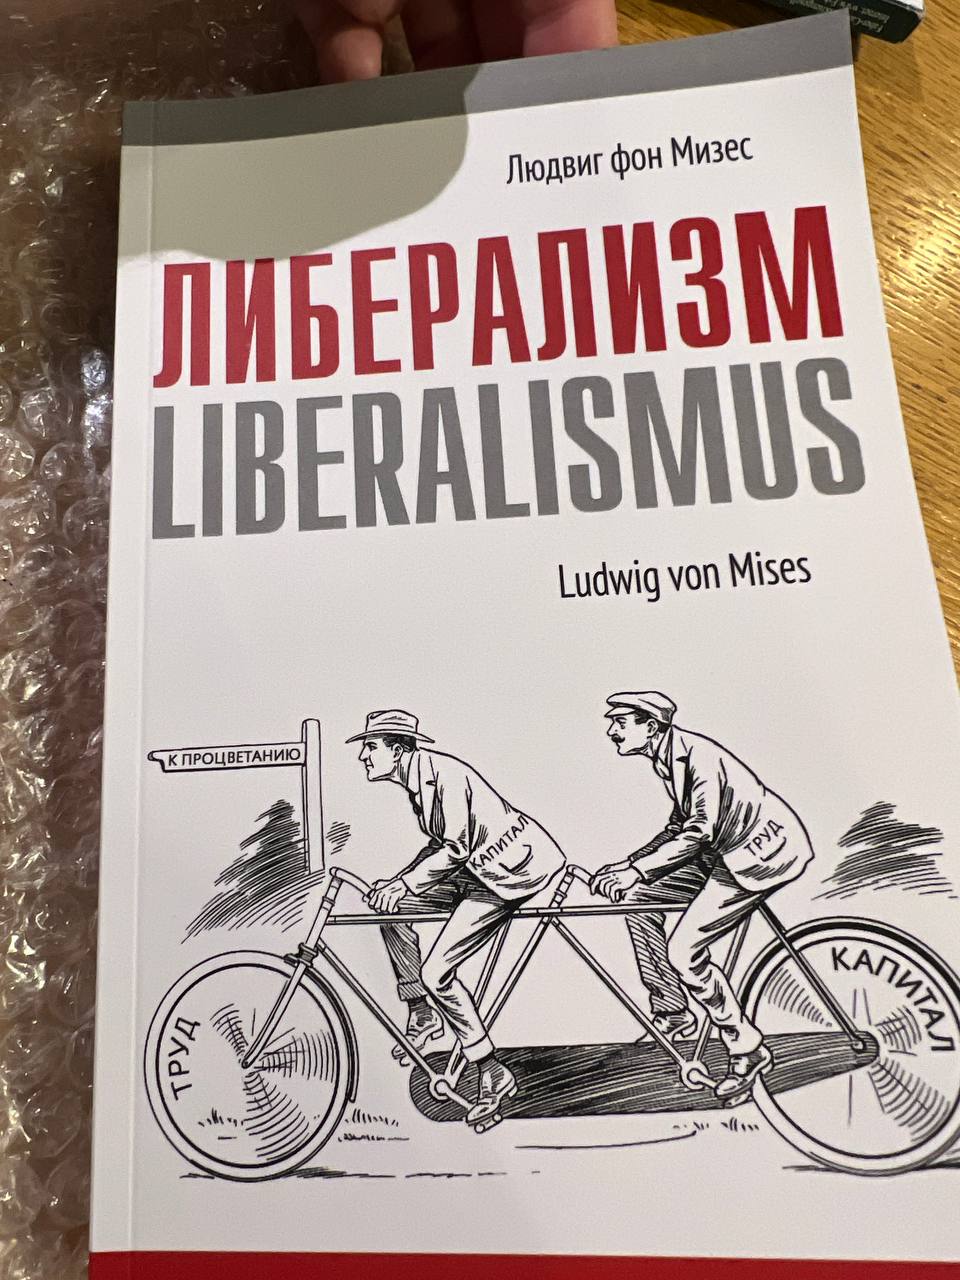 Людвиг фон Мизес
ЛИБЕРАЛИЗМ
LIBERALISMUS
Ludwig von Mises
К ПРОЦВЕТАНИЮ
КАПИТАЛ
ТРУД
ТРУД
КАПИТАЛ